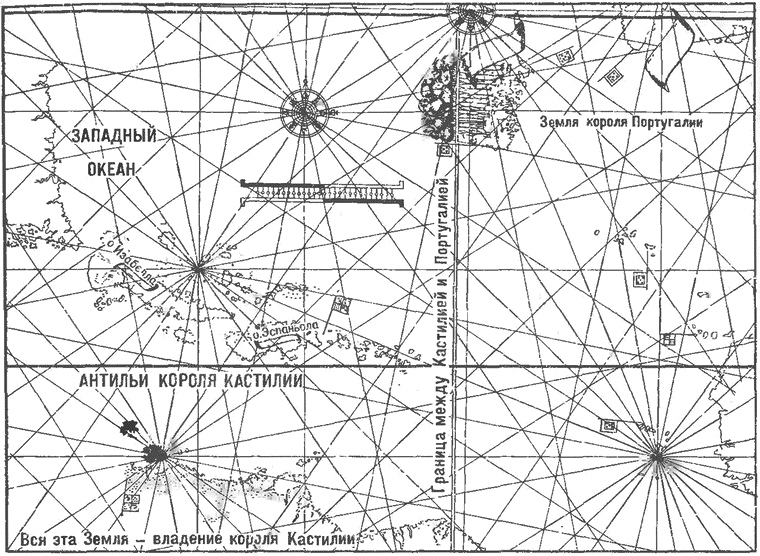 Земля короля Португалии
ЗАПАДНЫЙ
ОКЕАН
о. Изабелла
о. Эспаньола
Граница между Кастилией и Португалией
АНТИЛЬИ КОРОЛЯ КАСТИЛИИ
Вся эта Земля – владение короля Кастилии